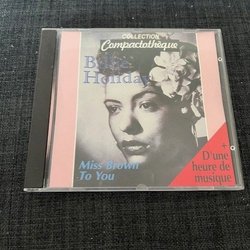 COLLECTION
Compactothèque
Billie
Holiday
Miss Brown
To You
+
D'une
heure de
musique